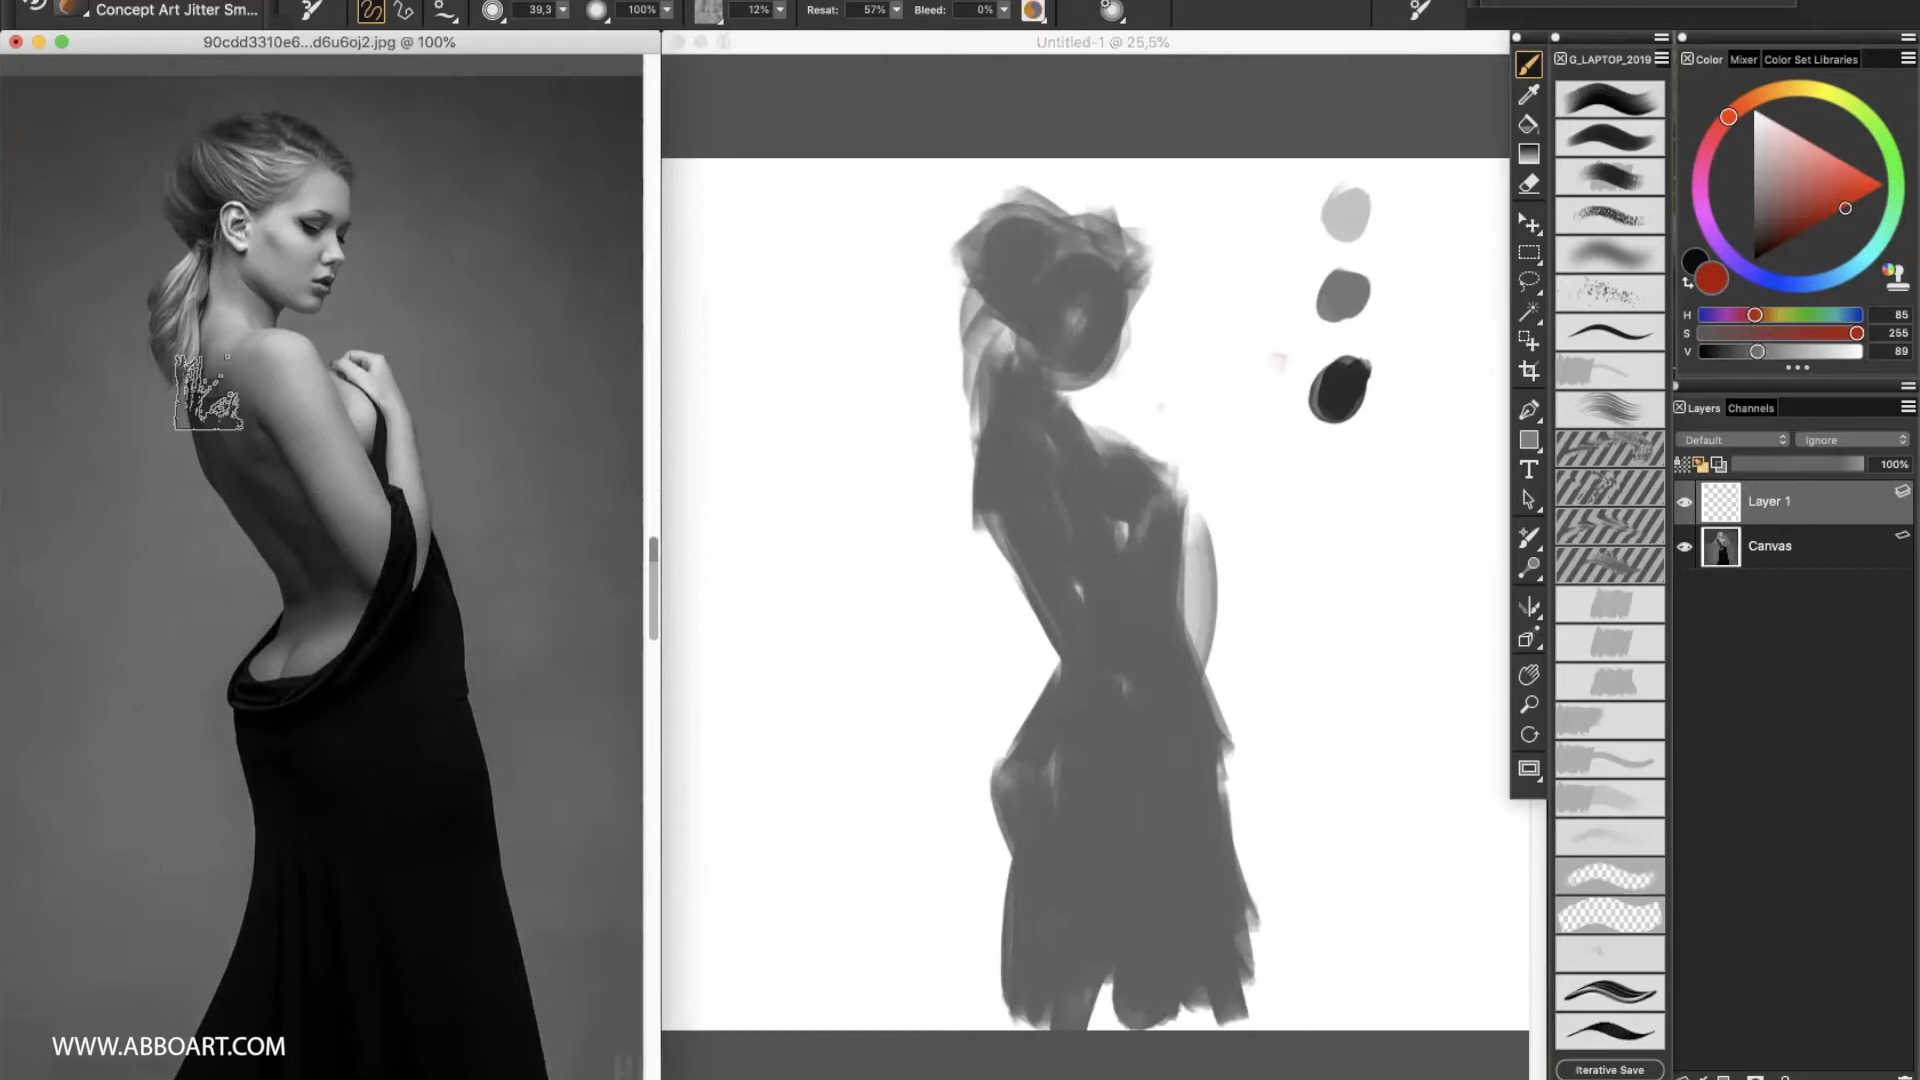 Concept Art Jitter Sm...
39,3
100%
12%
Resat: 57%
Bleed: 0%
90cdd3310e6...d6u6oj2.jpg @ 100%
Untitled-1 @ 25,5%
G_LAPTOP_2019
Color Mixer Color Set Libraries
H 85
S 255
V 89
Layers Channels
Default Ignore
100%
Layer 1
Canvas
T
Iterative Save
WWW.ABBOART.COM